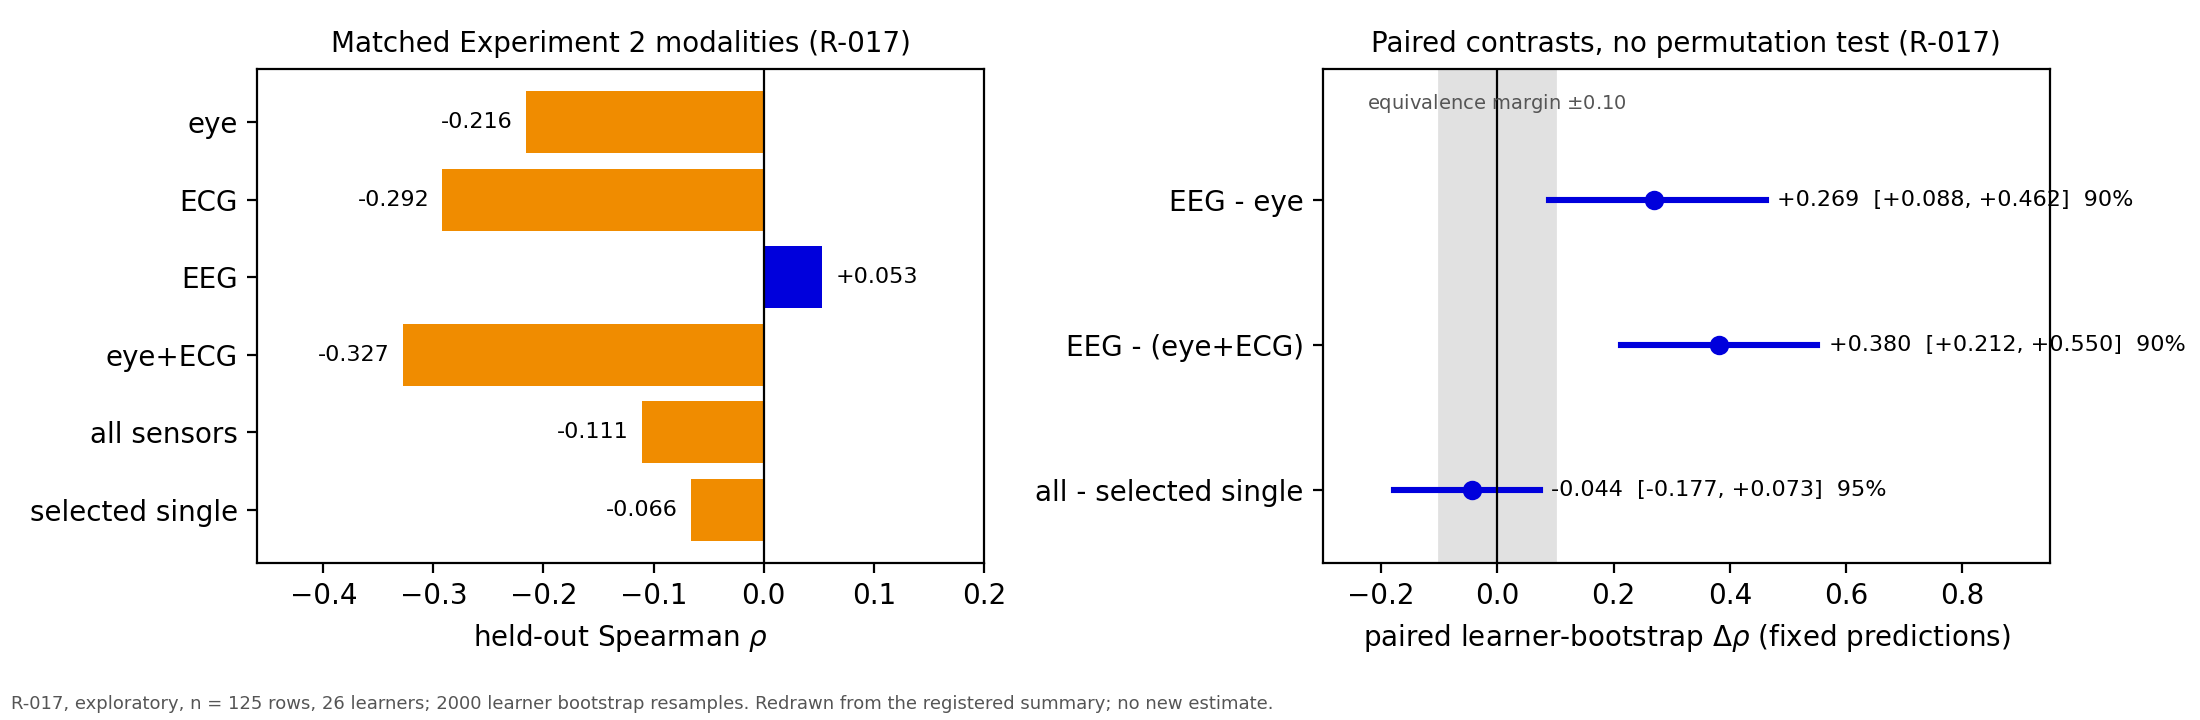 Matched Experiment 2 modalities (R-017)
eye
-0.216
ECG
-0.292
EEG
+0.053
eye+ECG
-0.327
all sensors
-0.111
selected single
-0.066
−0.4 −0.3 −0.2 −0.1 0.0 0.1 0.2
held-out Spearman ρ
Paired contrasts, no permutation test (R-017)
equivalence margin ±0.10
EEG - eye
+0.269 [+0.088, +0.462] 90%
EEG - (eye+ECG)
+0.380 [+0.212, +0.550] 90%
all - selected single
-0.044 [-0.177, +0.073] 95%
−0.2 0.0 0.2 0.4 0.6 0.8
paired learner-bootstrap Δρ (fixed predictions)
R-017, exploratory, n = 125 rows, 26 learners; 2000 learner bootstrap resamples. Redrawn from the registered summary; no new estimate.